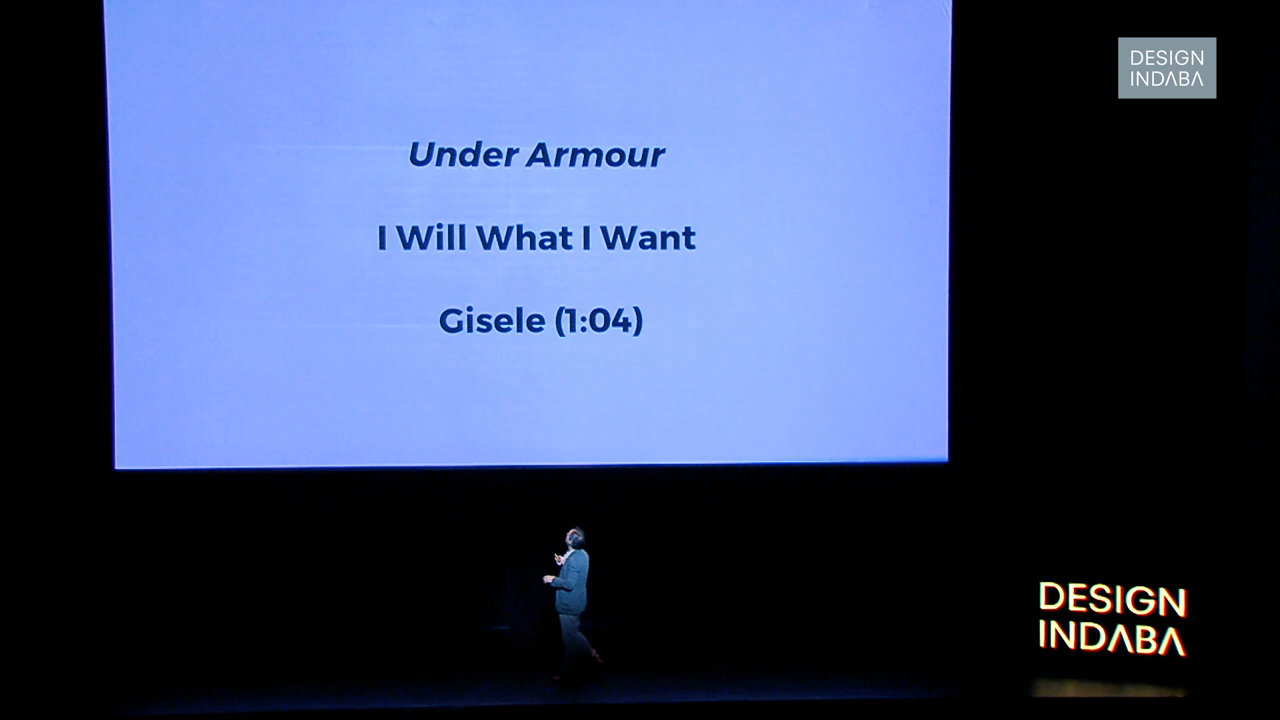 DESIGN
INDABA
Under Armour
I Will What I Want
Gisele (1:04)
DESIGN
INDABA